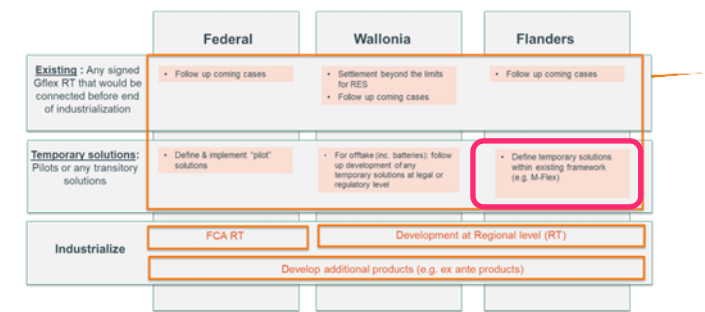 Federal
Wallonia
Flanders
Existing : Any signed
Gflex RT that would be
connected before end
of industrialization
• Follow up coming cases
• Settlement beyond the limits
for RES
• Follow up coming cases
• Follow up coming cases
Temporary solutions:
Pilots or any transitory
solutions
• Define & implement "pilot"
solutions
• For offtake (inc. batteries): follow
up development of any
temporary solutions at legal or
regulatory level
• Define temporary solutions
within existing framework
(e.g. M-Flex)
Industrialize
FCA RT
Development at Regional level (RT)
Develop additional products (e.g. ex ante products)